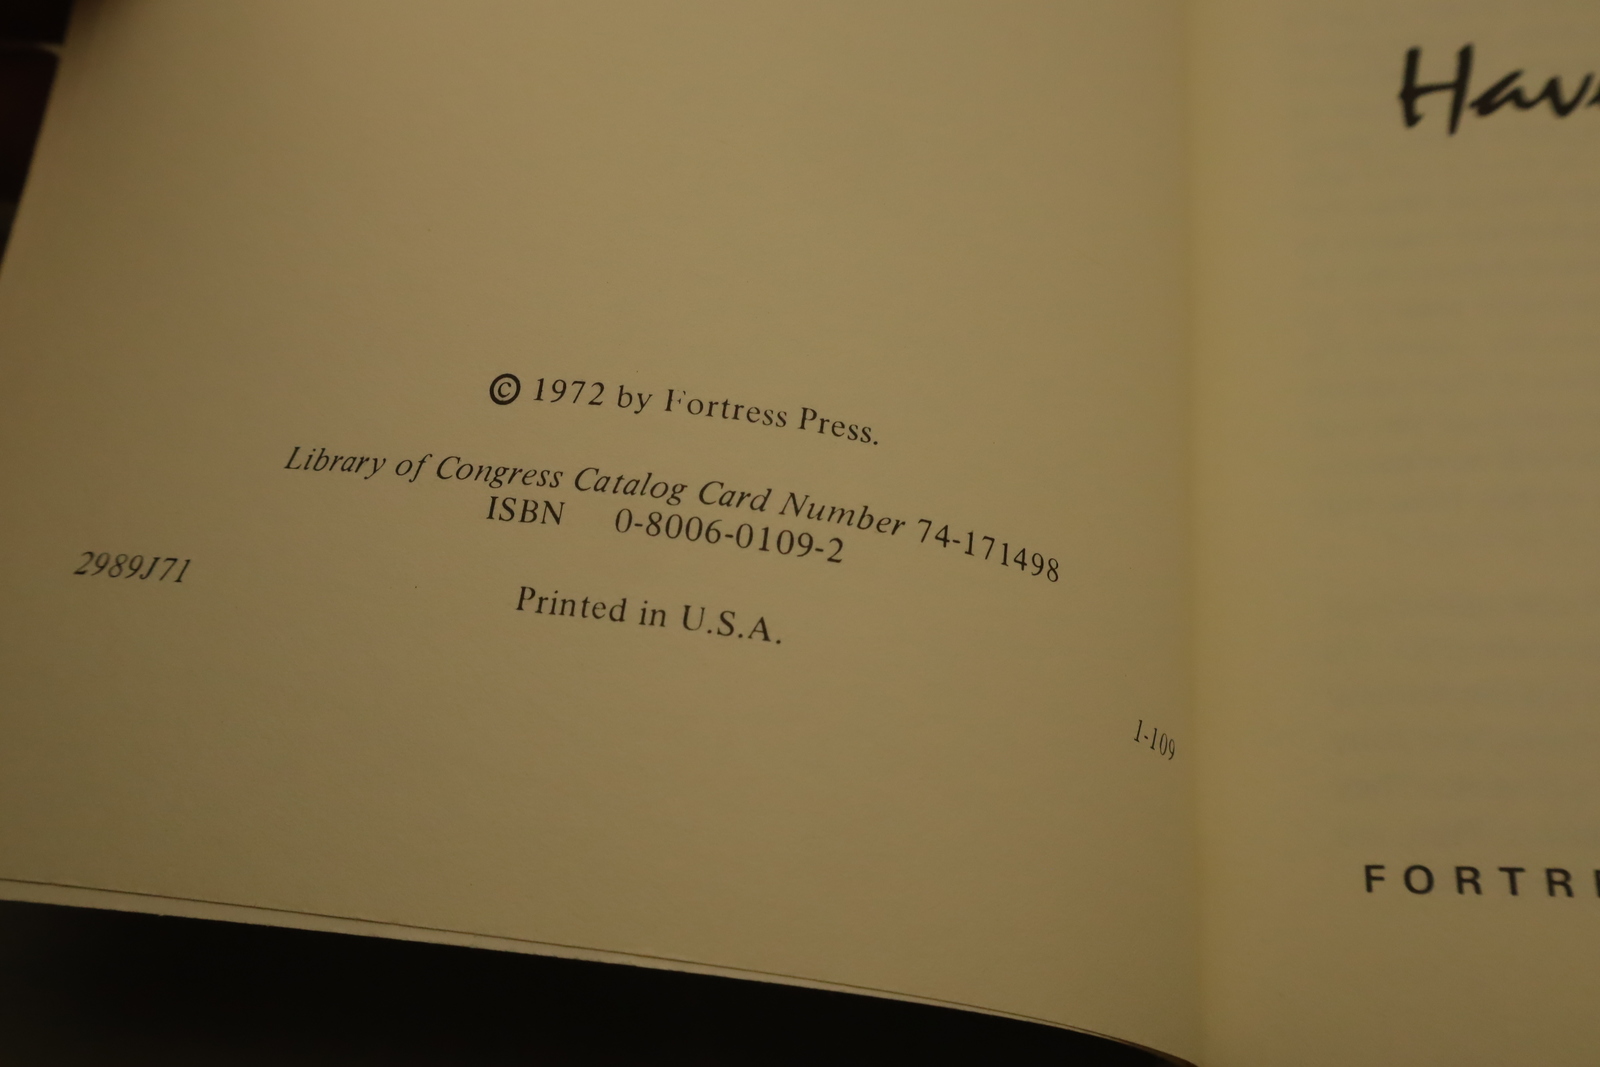 © 1972 by Fortress Press.
Library of Congress Catalog Card Number 74-171498
ISBN 0-8006-0109-2
2989J71
Printed in U.S.A.
1-109